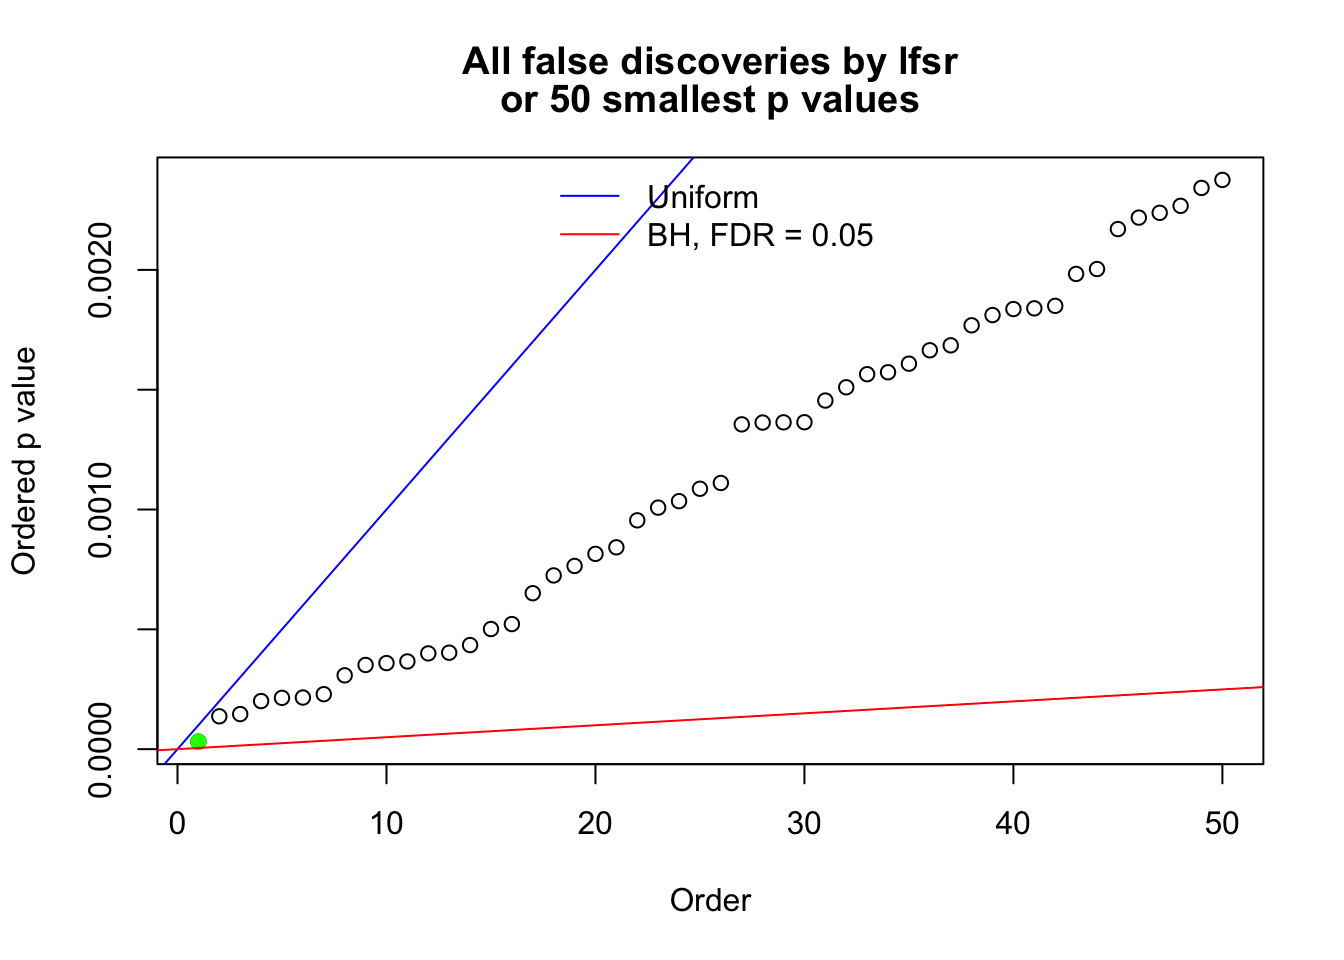 All false discoveries by lfsr
or 50 smallest p values
Uniform
BH, FDR = 0.05
Ordered p value
0.0020
0.0010
0.0000
0 10 20 30 40 50
Order